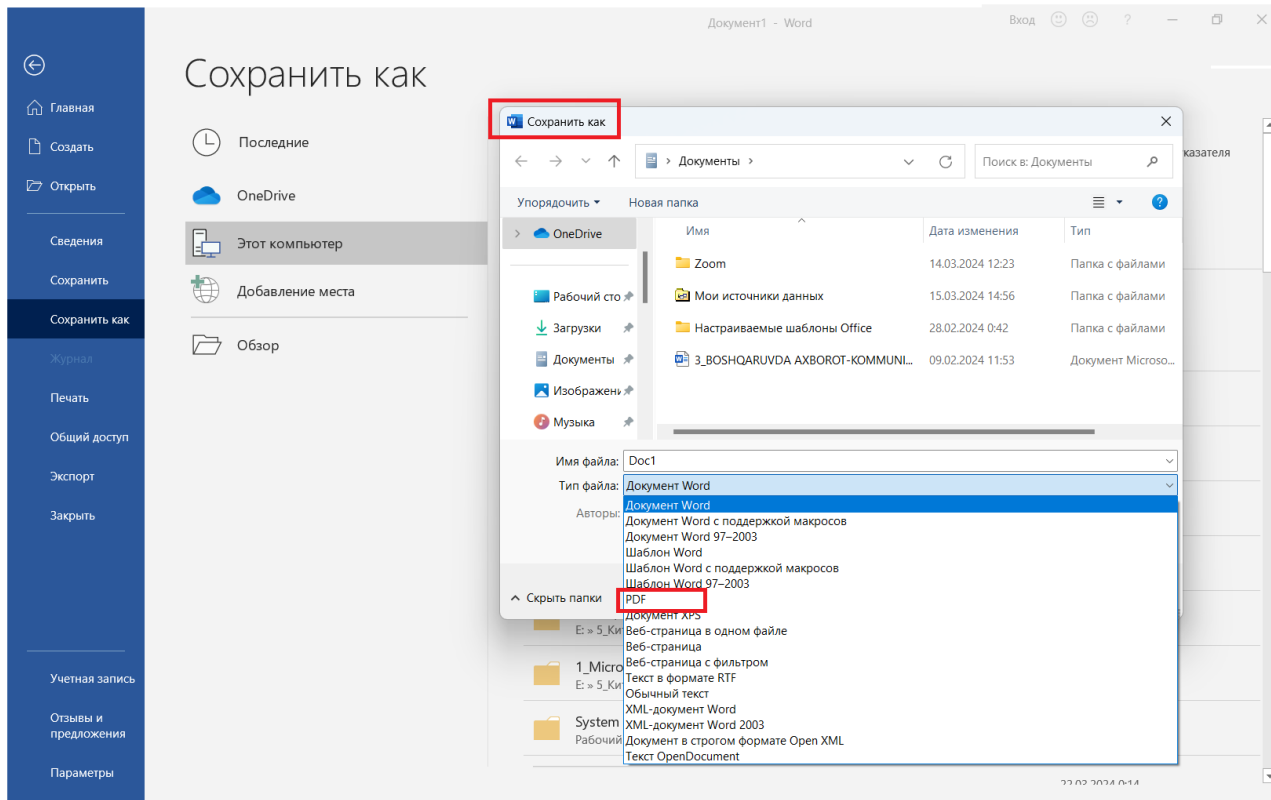 Документ1 - Word
Вход
?
Сохранить как
Главная
Создать
Открыть
Сведения
Сохранить
Сохранить как
Журнал
Печать
Общий доступ
Экспорт
Закрыть
Учетная запись
Отзывы и
предложения
Параметры
Последние
OneDrive
Этот компьютер
Добавление места
Обзор
Сохранить как
Документы
Поиск в: Документы
Упорядочить
Новая папка
?
OneDrive
Рабочий сто
Загрузки
Документы
Изображени
Музыка
Имя Дата изменения Тип
Zoom 14.03.2024 12:23 Папка с файлами
Мои источники данных 15.03.2024 14:56 Папка с файлами
Настраиваемые шаблоны Office 28.02.2024 0:42 Папка с файлами
3_BOSHQARUVDA AXBOROT-KOMMUNI... 09.02.2024 11:53 Документ Microso...
Имя файла: Doc1
Тип файла: Документ Word
Авторы:
Документ Word
Документ Word с поддержкой макросов
Документ Word 97–2003
Шаблон Word
Шаблон Word с поддержкой макросов
Шаблон Word 97–2003
PDF
Документ XPS
Веб-страница в одном файле
Веб-страница
Веб-страница с фильтром
Текст в формате RTF
Обычный текст
XML-документ Word
XML-документ Word 2003
Документ в строгом формате Open XML
Текст OpenDocument
Скрыть папки
казателя
E: » 5_Ки
1_Micro
E: » 5_Ки
System
Рабочий
22.03.2024 0:14